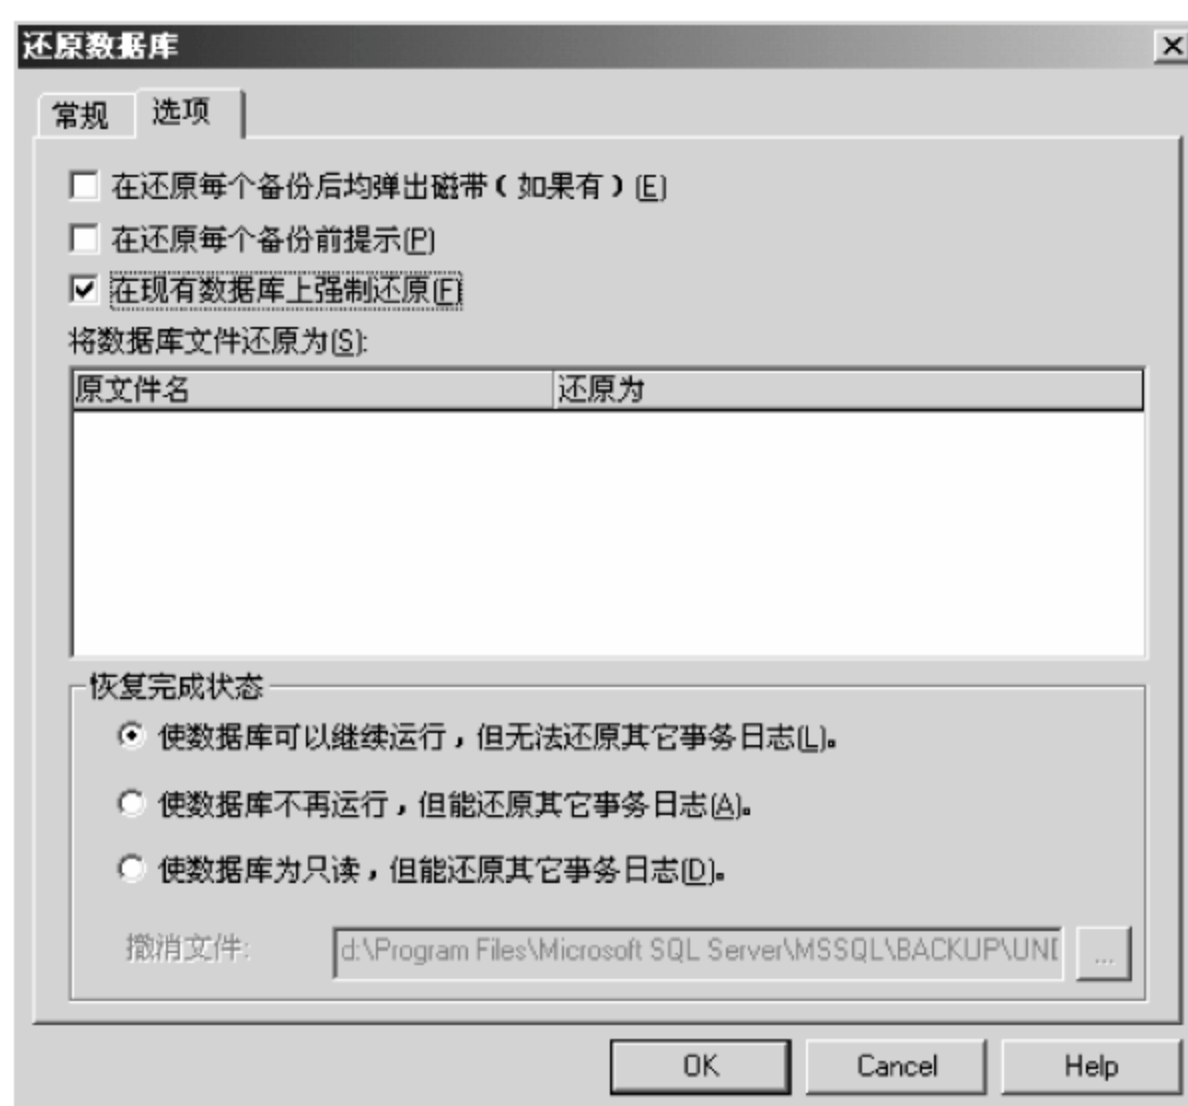 还原数据库
常规 选项
在还原每个备份后均弹出磁带(如果有)(E)
在还原每个备份前提示(P)
在现有数据库上强制还原(F)
将数据库文件还原为(S):
原文件名 还原为
恢复完成状态
使数据库可以继续运行,但无法还原其它事务日志(L)。
使数据库不再运行,但能还原其它事务日志(A)。
使数据库为只读,但能还原其它事务日志(D)。
撤消文件: d:\Program Files\Microsoft SQL Server\MSSQL\BACKUP\UND ...
OK Cancel Help